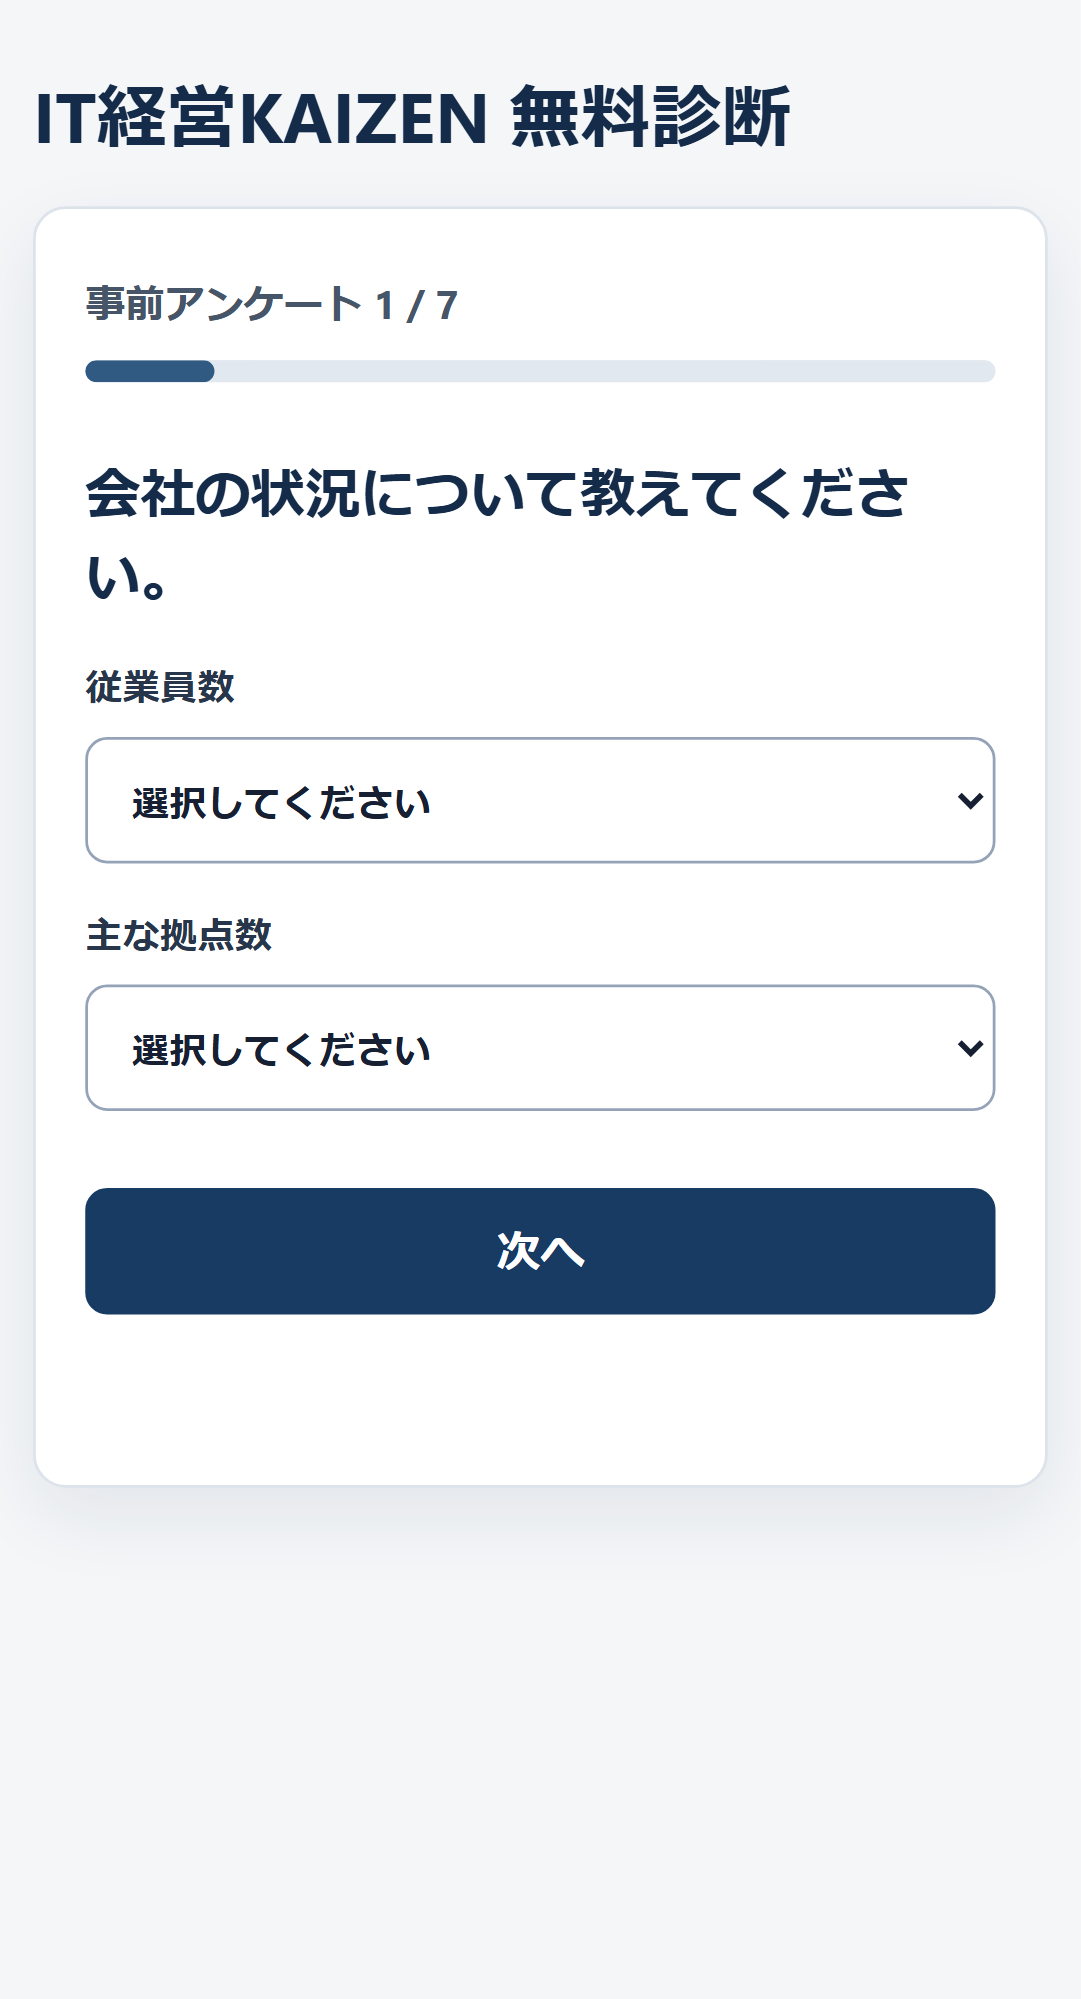 IT経営KAIZEN 無料診断
事前アンケート 1 / 7
会社の状況について教えてくださ
い。
従業員数
選択してください
主な拠点数
選択してください
次へ